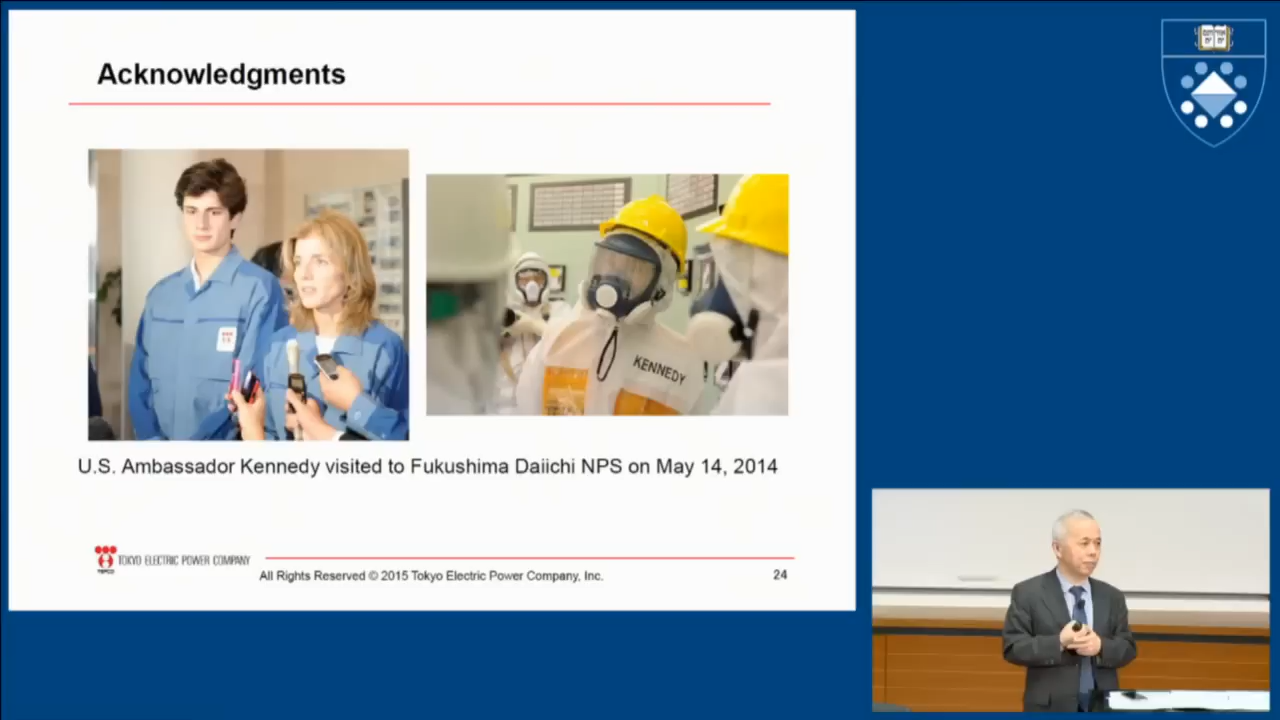 Acknowledgments
KENNEDY
U.S. Ambassador Kennedy visited to Fukushima Daiichi NPS on May 14, 2014
TEPCO
TOKYO ELECTRIC POWER COMPANY
All Rights Reserved © 2015 Tokyo Electric Power Company, Inc.
24